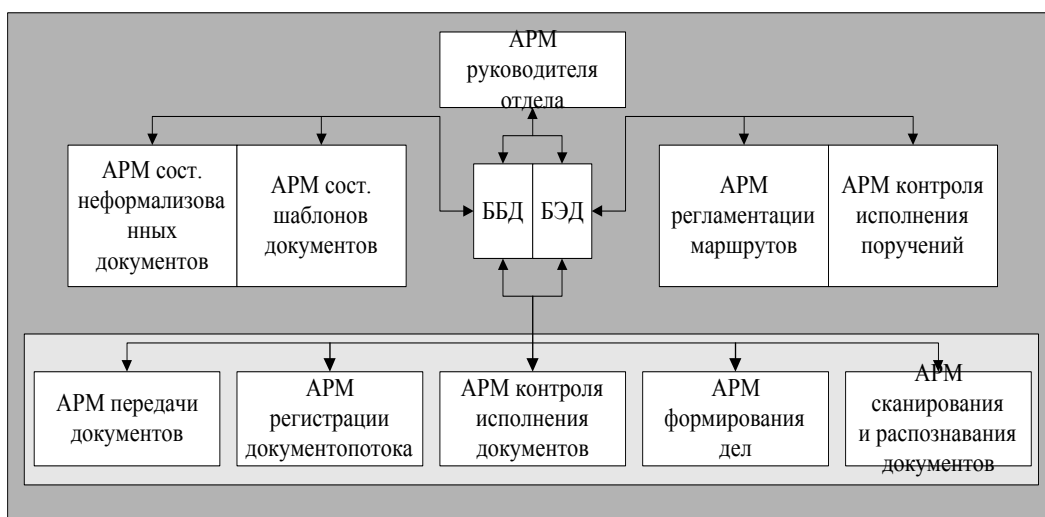 АРМ
руководителя
отдела
АРМ сост.
неформализова
нных
документов
АРМ сост.
шаблонов
документов
ББД
БЭД
АРМ
регламентации
маршрутов
АРМ контроля
исполнения
поручений
АРМ передачи
документов
АРМ
регистрации
документопотока
АРМ контроля
исполнения
документов
АРМ
формирования
дел
АРМ
сканирования
и распознавания
документов